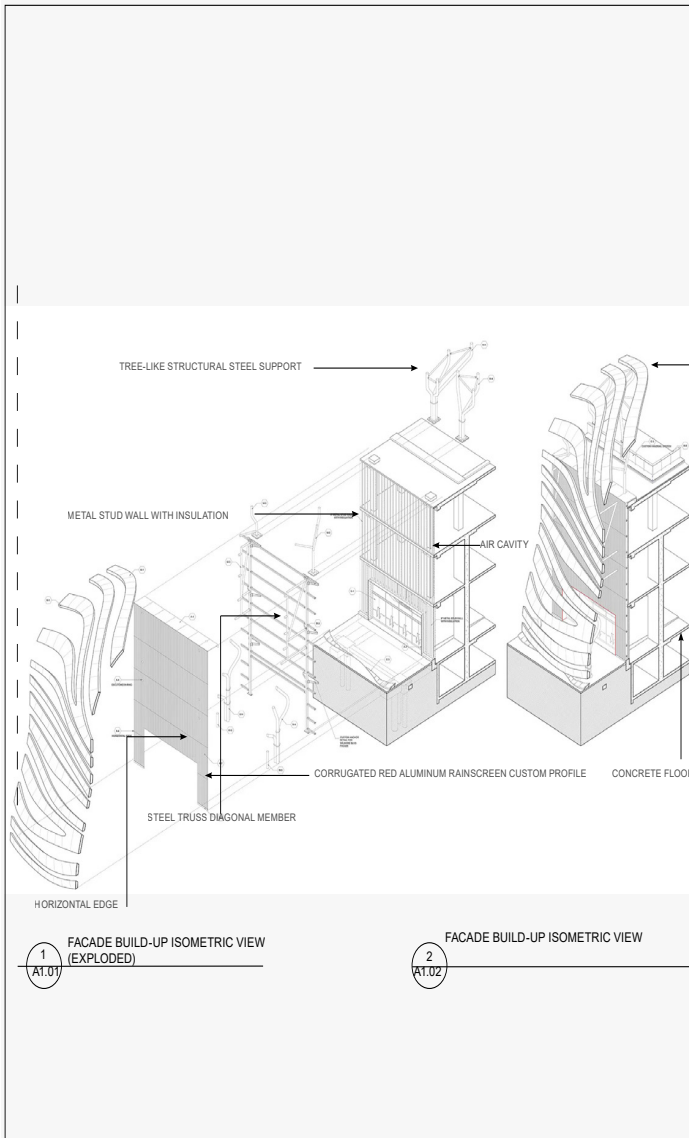 TREE-LIKE STRUCTURAL STEEL SUPPORT
METAL STUD WALL WITH INSULATION
AIR CAVITY
CORRUGATED RED ALUMINUM RAINSCREEN CUSTOM PROFILE
CONCRETE FLOO
STEEL TRUSS DIAGONAL MEMBER
HORIZONTAL EDGE
1
A1.01
FACADE BUILD-UP ISOMETRIC VIEW
(EXPLODED)
2
A1.02
FACADE BUILD-UP ISOMETRIC VIEW